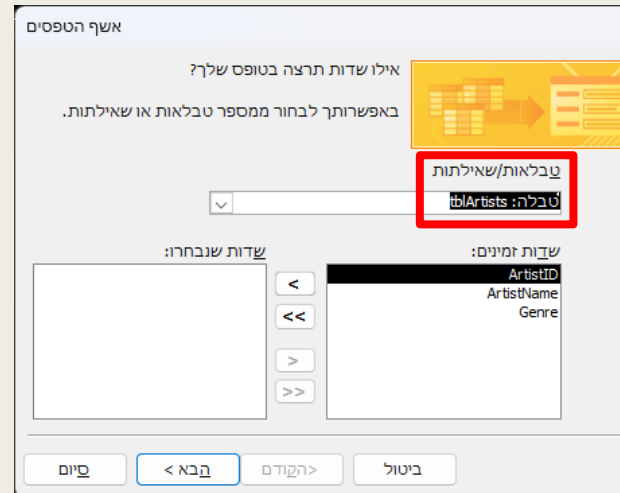 אשף הטפסים
אילו שדות תרצה בטופס שלך?
באפשרותך לבחור ממספר טבלאות או שאילתות.
טבלאות/שאילתות
טבלה: tblArtists
שדות זמינים:
ArtistID
ArtistName
Genre
שדות שנבחרו:
<
<<
>
>>
ביטול
<הקודם
הבא >
סיום